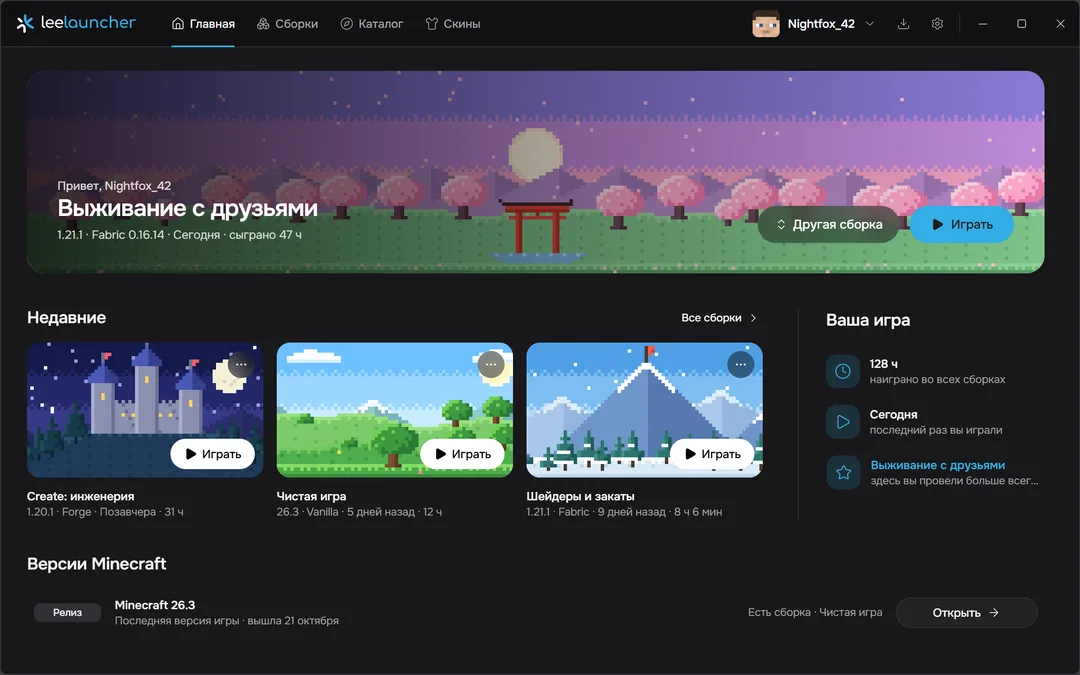 leelauncher
Главная
Сборки
Каталог
Скины
Nightfox_42
Привет, Nightfox_42
Выживание с друзьями
1.21.1 · Fabric 0.16.14 · Сегодня · сыграно 47 ч
Другая сборка
Играть
Недавние
Все сборки
Играть
Create: инженерия
1.20.1 · Forge · Позавчера · 31 ч
Играть
Чистая игра
26.3 · Vanilla · 5 дней назад · 12 ч
Играть
Шейдеры и закаты
1.21.1 · Fabric · 9 дней назад · 8 ч 6 мин
Ваша игра
128 ч
наиграно во всех сборках
Сегодня
последний раз вы играли
Выживание с друзьями
здесь вы провели больше всег...
Версии Minecraft
Релиз
Minecraft 26.3
Последняя версия игры · вышла 21 октября
Есть сборка · Чистая игра
Открыть